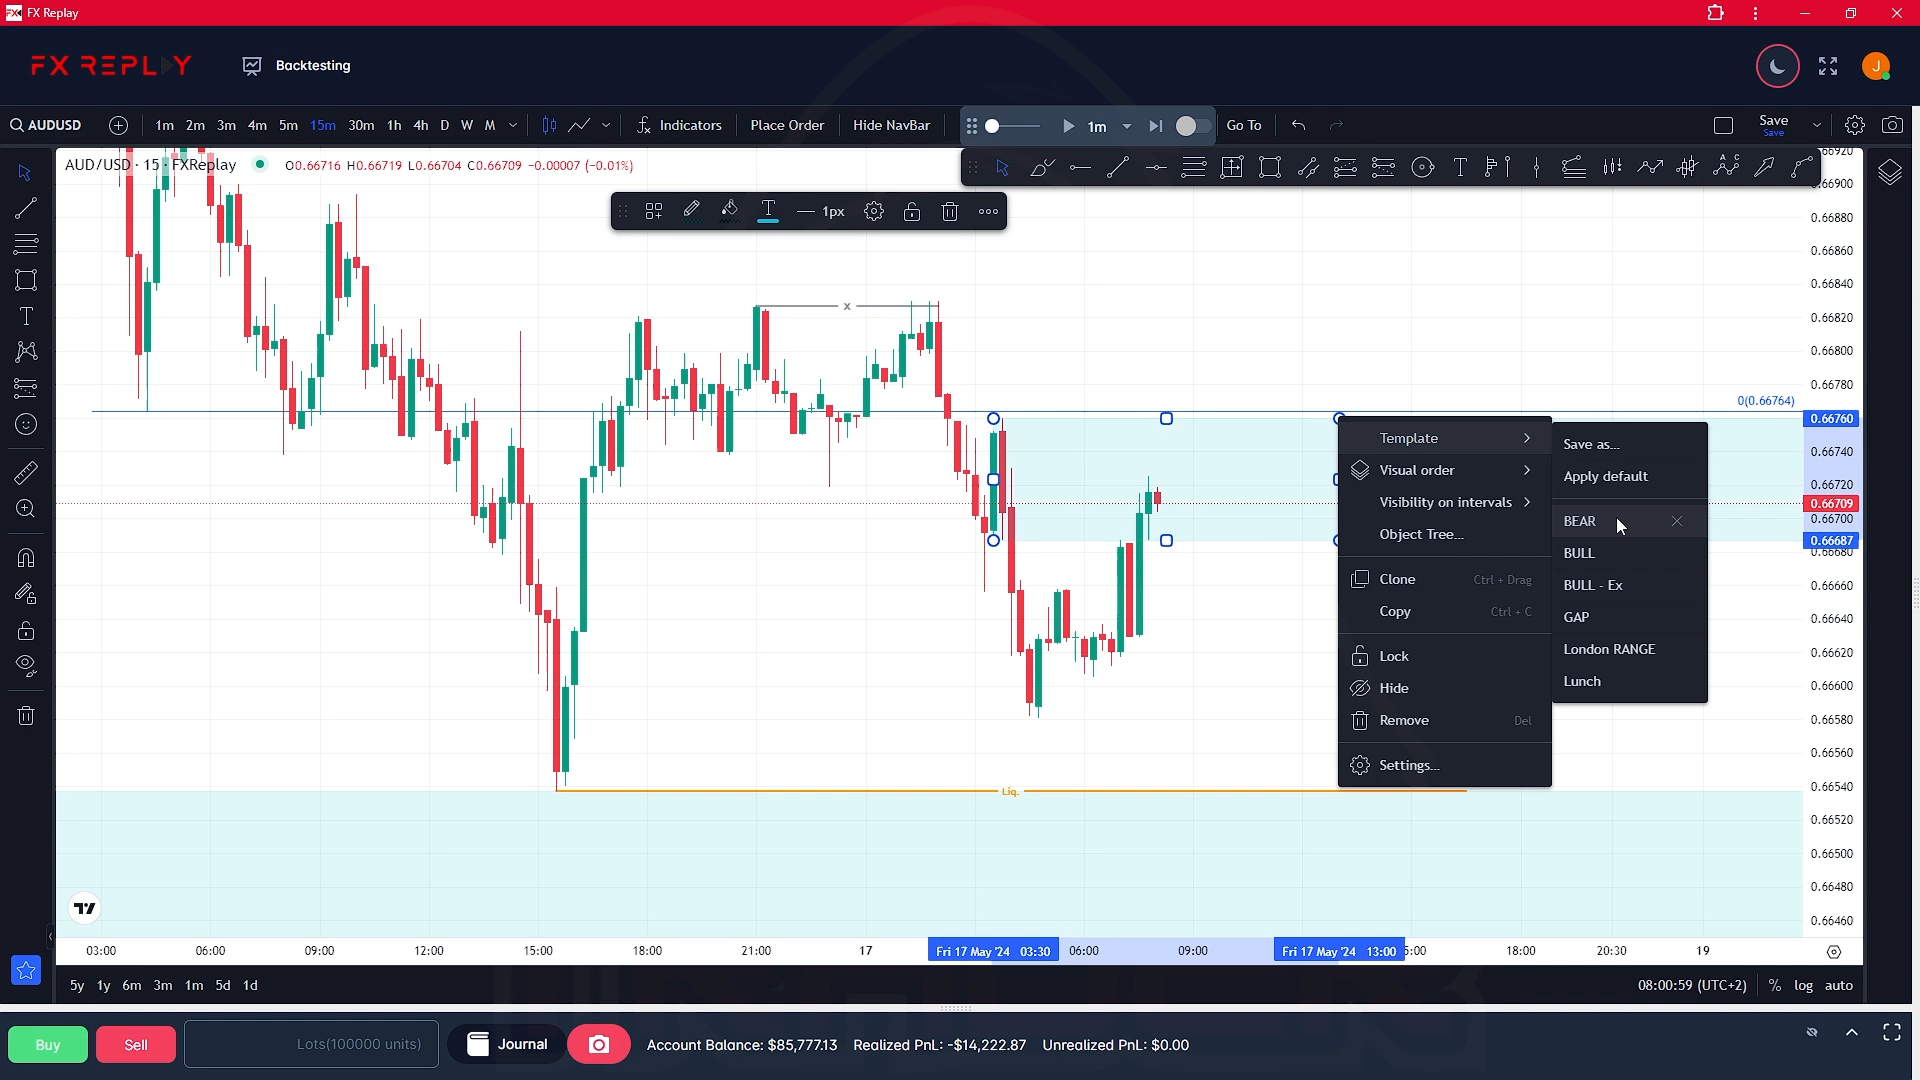 FX Replay
FX REPLAY
Backtesting
AUDUSD
1m 2m 3m 4m 5m 15m 30m 1h 4h D W M
Indicators
Place Order
Hide NavBar
1m
Go To
Save
Save
AUD/USD · 15 · FXReplay
O0.66716 H0.66719 L0.66704 C0.66709 -0.00007 (-0.01%)
1px
x
Liq.
0(0.66764)
Template
Visual order
Visibility on intervals
Object Tree...
Clone Ctrl + Drag
Copy Ctrl + C
Lock
Hide
Remove Del
Settings...
Save as...
Apply default
BEAR
BULL
BULL - Ex
GAP
London RANGE
Lunch
0.66920
0.66900
0.66880
0.66860
0.66840
0.66820
0.66800
0.66780
0.66760
0.66740
0.66720
0.66709
0.66700
0.66687
0.66680
0.66660
0.66640
0.66620
0.66600
0.66580
0.66560
0.66540
0.66520
0.66500
0.66480
0.66460
03:00 06:00 09:00 12:00 15:00 18:00 21:00 17 Fri 17 May '24 03:30 06:00 09:00 Fri 17 May '24 13:00 5:00 18:00 20:30 19
5y 1y 6m 3m 1m 5d 1d
08:00:59 (UTC+2) % log auto
Buy
Sell
Lots(100000 units)
Journal
Account Balance: $85,777.13 Realized PnL: -$14,222.87 Unrealized PnL: $0.00
J